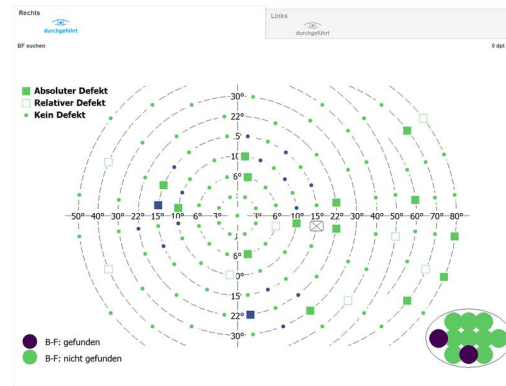 Rechts
Links
durchgeführt
durchgeführt
BF suchen
0 dpt
Absoluter Defekt
Relativer Defekt
Kein Defekt
30°
22°
15°
10°
6°
50° 40° 30° 22° 15° 10° 6° 3° 3° 6° 10° 15° 22° 30° 40° 50° 60° 70° 80°
6°
10°
15°
22°
30°
B-F: gefunden
B-F: nicht gefunden